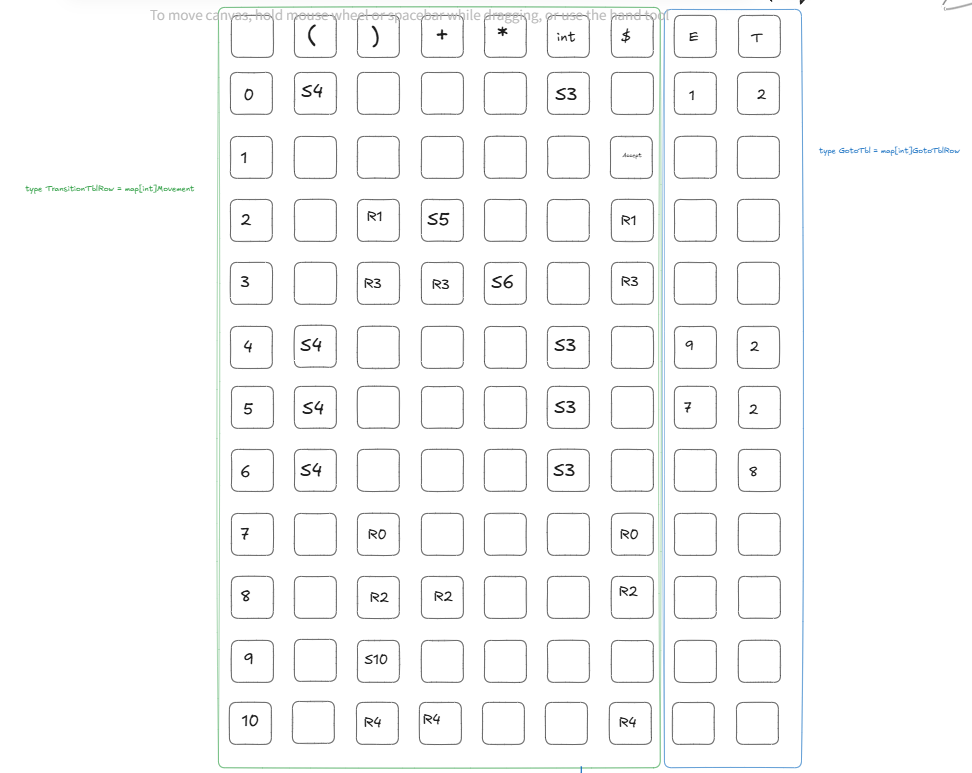 To move canvas, hold mouse wheel or spacebar while dragging, or use the hand tool
( ) + * int $ E T
0 S4 S3 1 2
1 Accept
type GotoTbl = map[int]GotoTblRow
type TransitionTblRow = map[int]Movement
2 R1 S5 R1
3 R3 R3 S6 R3
4 S4 S3 9 2
5 S4 S3 7 2
6 S4 S3 8
7 R0 R0
8 R2 R2 R2
9 S10
10 R4 R4 R4